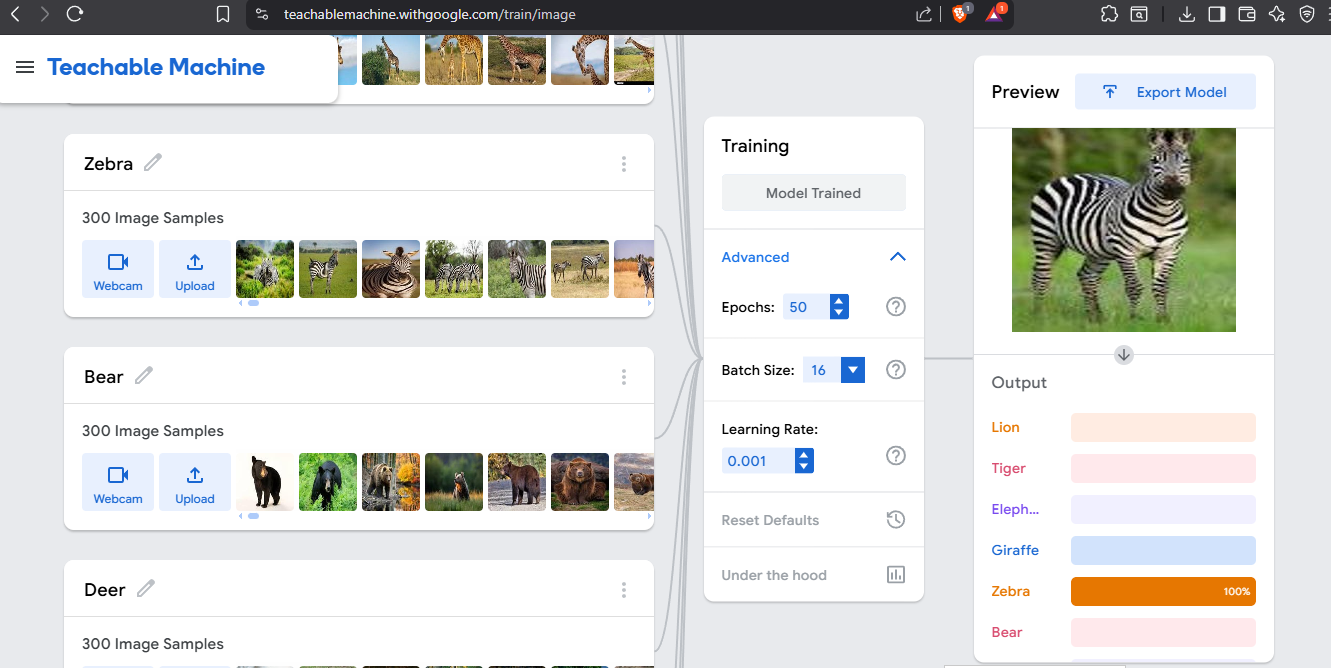 teachablemachine.withgoogle.com/train/image
1
1
Teachable Machine
Zebra
300 Image Samples
Webcam
Upload
Bear
300 Image Samples
Webcam
Upload
Deer
300 Image Samples
Training
Model Trained
Advanced
Epochs: 50
Batch Size: 16
Learning Rate:
0.001
Reset Defaults
Under the hood
Preview
Export Model
Output
Lion
Tiger
Eleph...
Giraffe
Zebra 100%
Bear